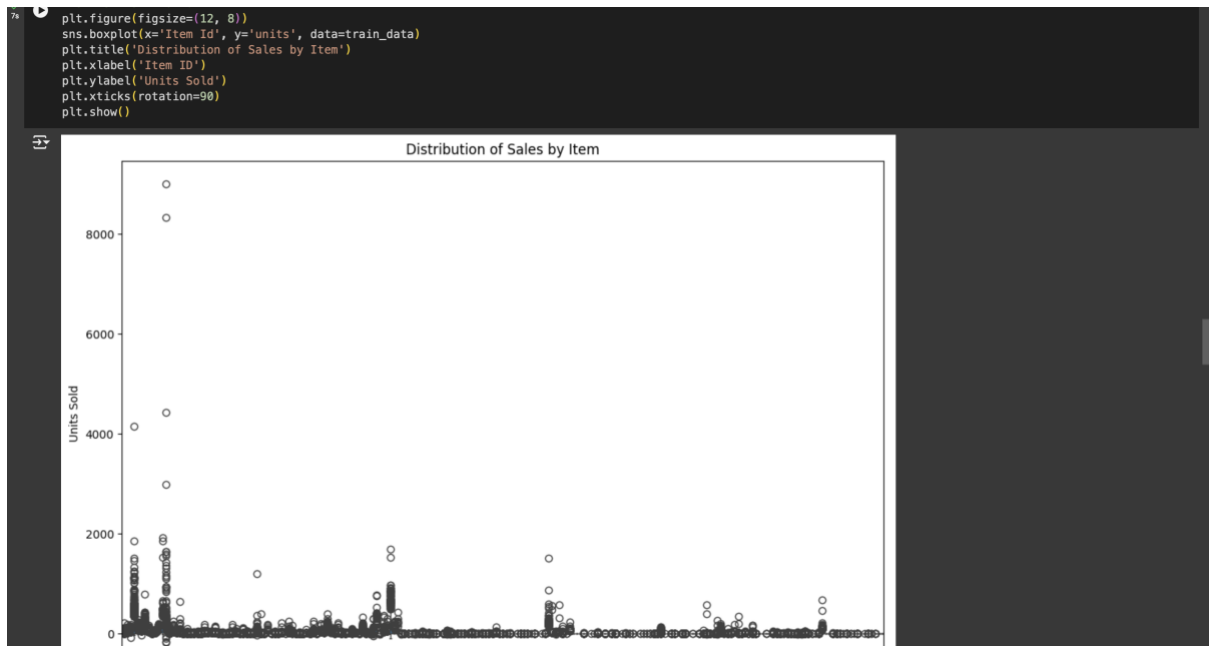 7s
plt.figure(figsize=(12, 8))
sns.boxplot(x='Item Id', y='units', data=train_data)
plt.title('Distribution of Sales by Item')
plt.xlabel('Item ID')
plt.ylabel('Units Sold')
plt.xticks(rotation=90)
plt.show()
Distribution of Sales by Item
8000
6000
Units Sold
4000
2000
0